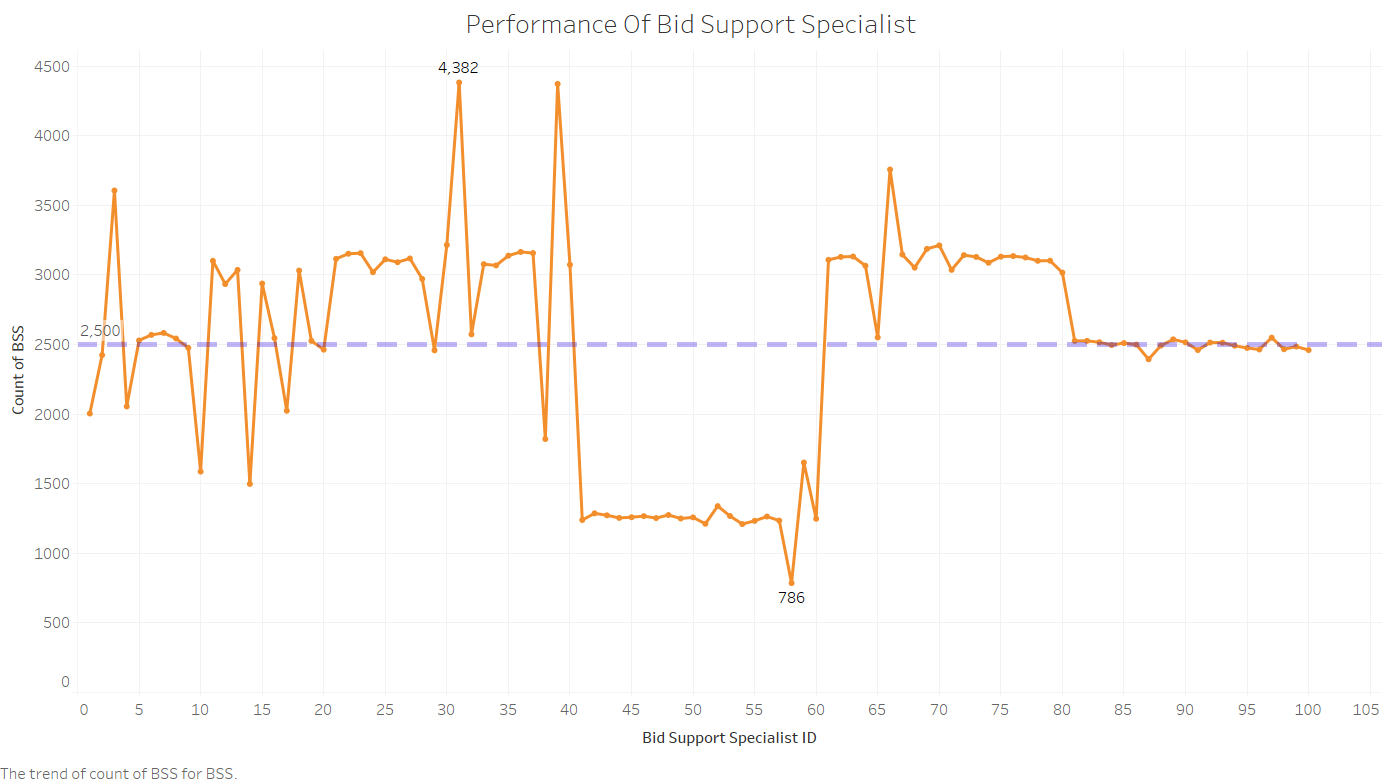 Performance Of Bid Support Specialist
4500
4000
3500
3000
2500
2000
1500
1000
500
0
Count of BSS
4,382
2,500
786
0 5 10 15 20 25 30 35 40 45 50 55 60 65 70 75 80 85 90 95 100 105
Bid Support Specialist ID
The trend of count of BSS for BSS.